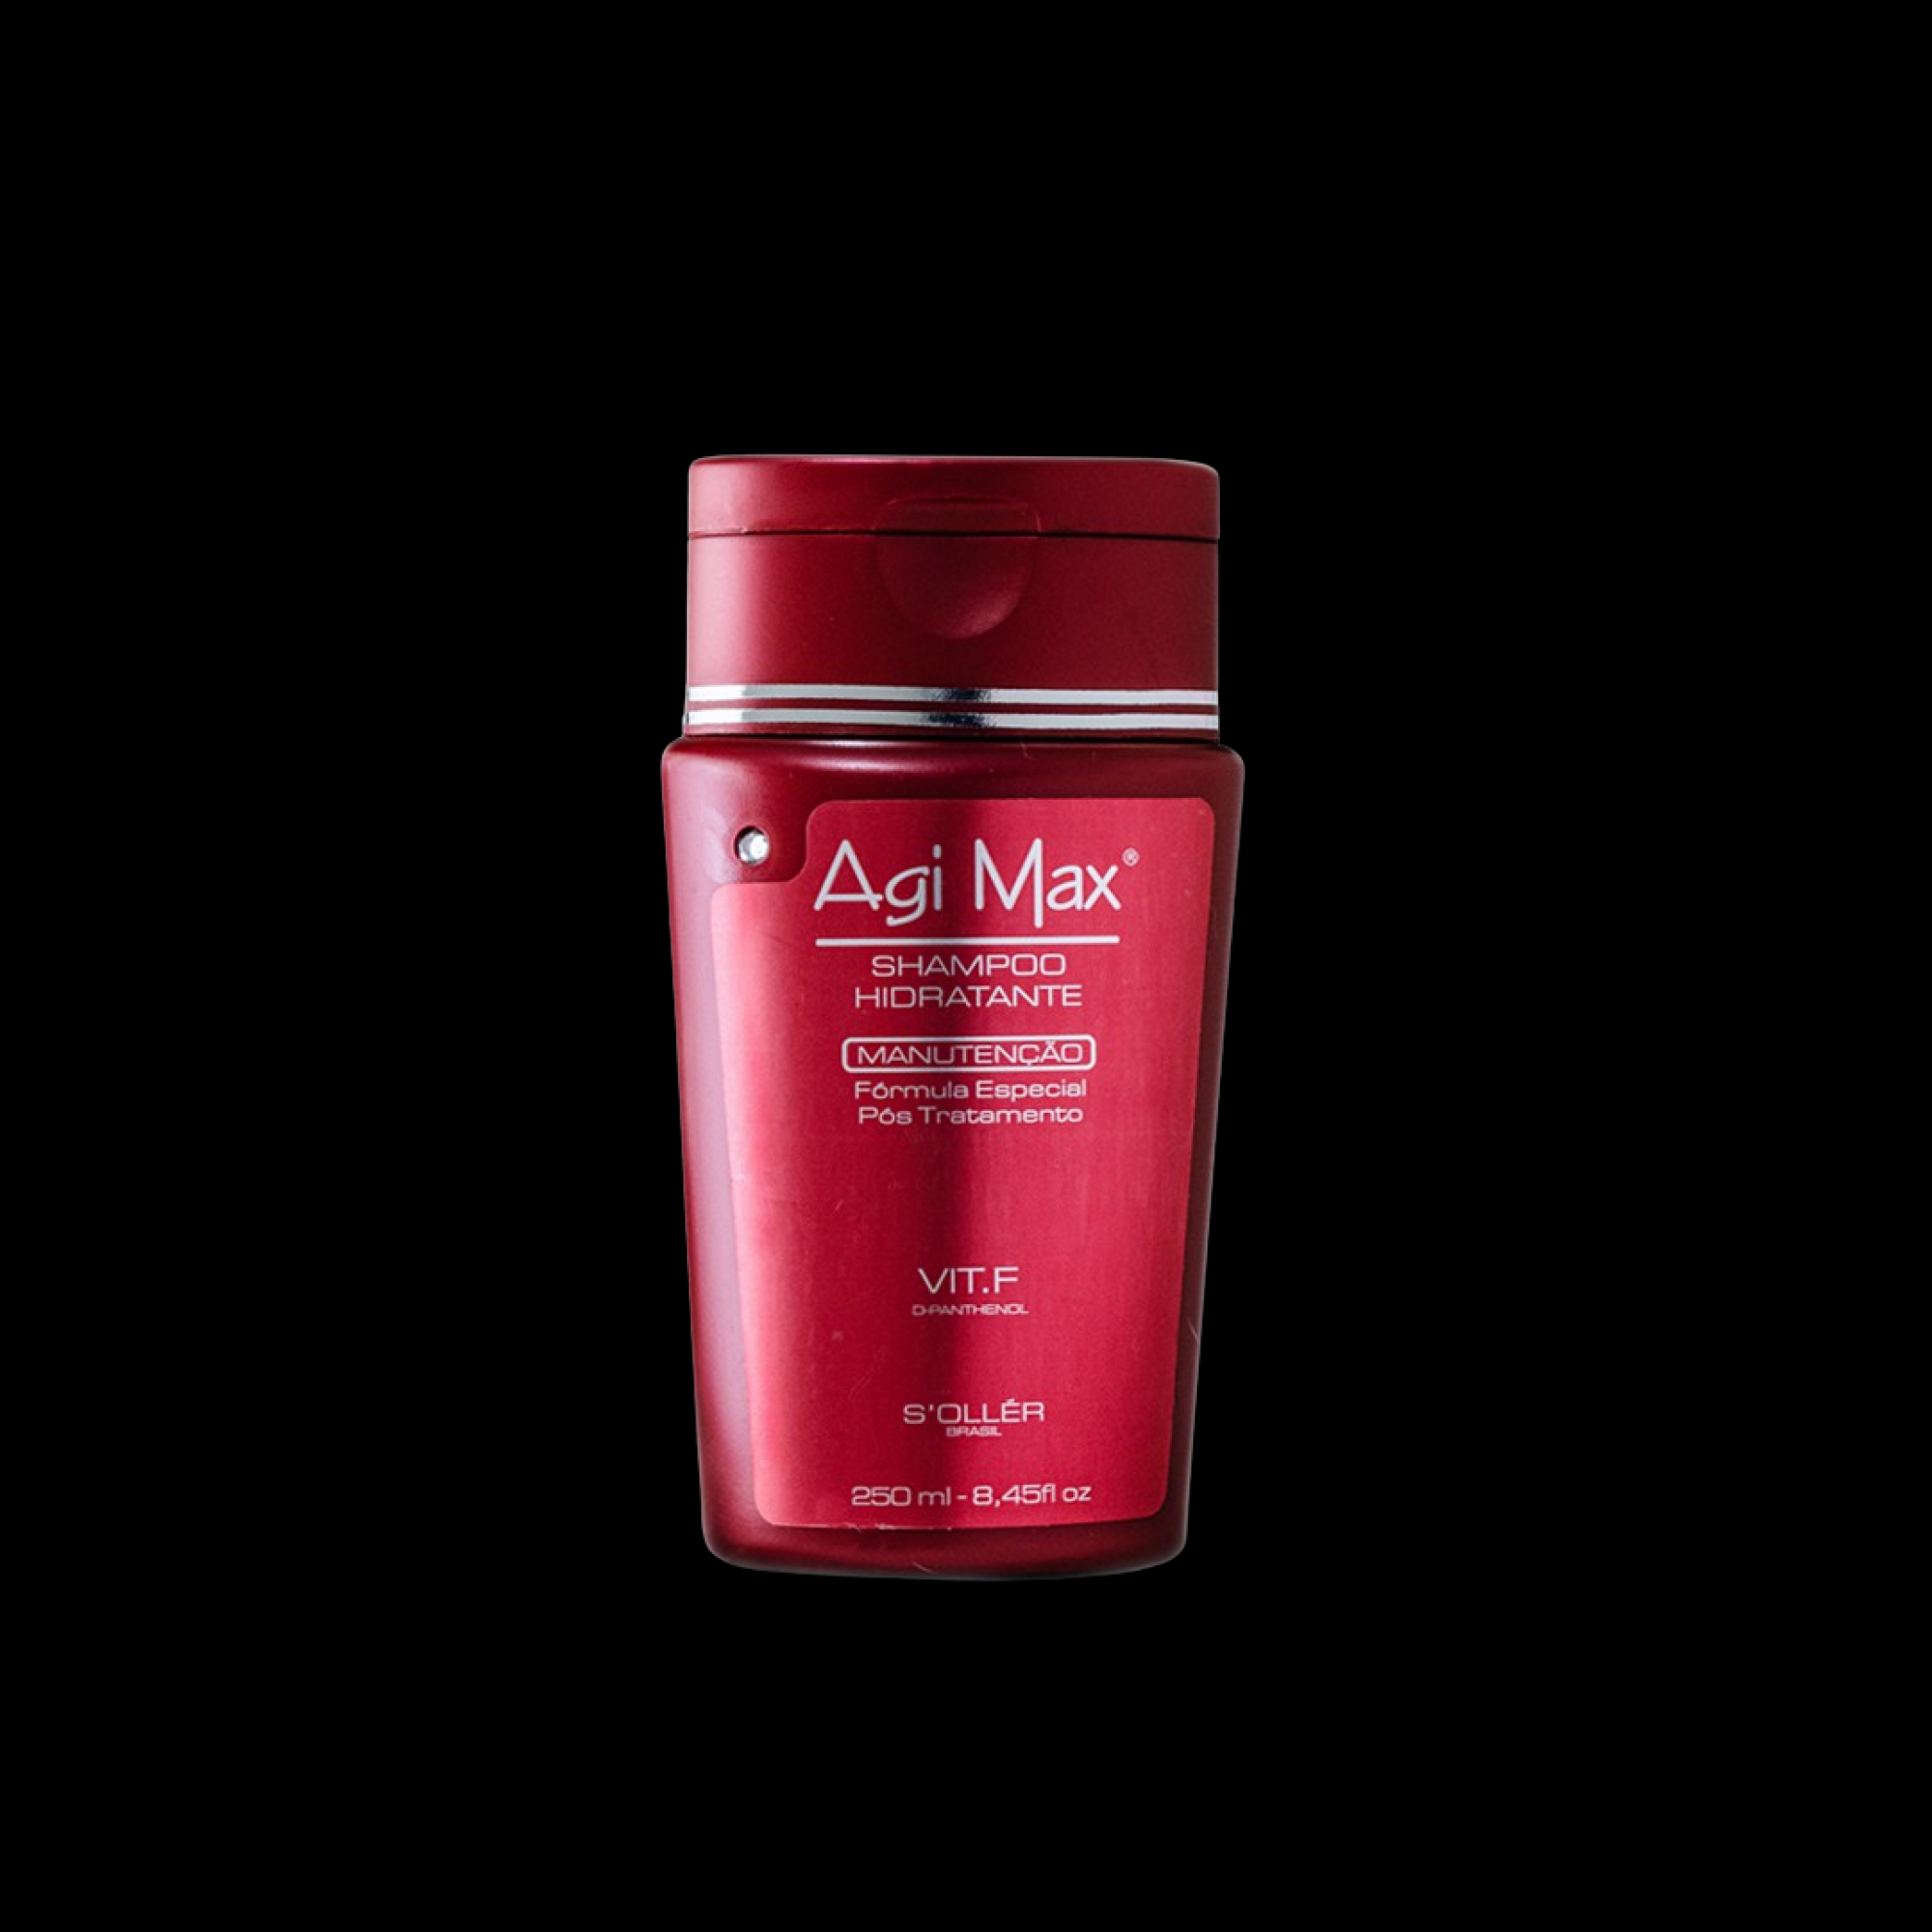 Agi Max®
SHAMPOO
HIDRATANTE
MANUTENÇÃO
Fórmula Especial
Pós Tratamento
VIT.F
D-PANTHENOL
S'OLLÉR
BRASIL
250 ml - 8,45fl oz